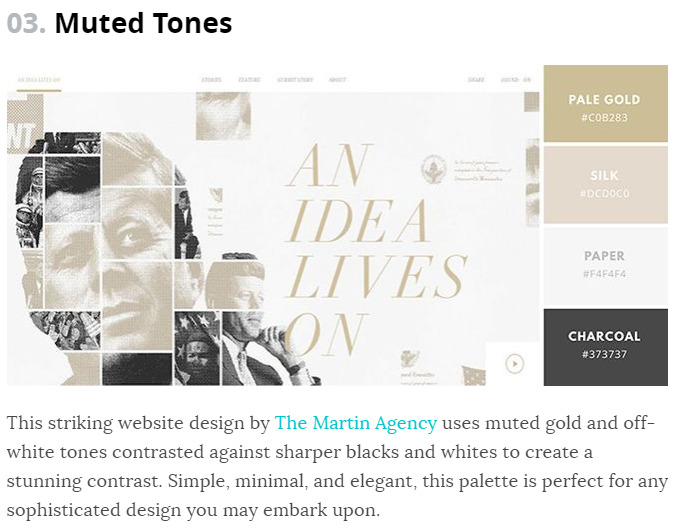 03. Muted Tones
AN IDEA LIVES ON
STORIES FEATURE SUBMIT STORY ABOUT SHARE SOUND: ON
NT
AN
IDEA
LIVES
ON
PALE GOLD
#C0B283
SILK
#DCD0C0
PAPER
#F4F4F4
CHARCOAL
#373737
This striking website design by The Martin Agency uses muted gold and off-
white tones contrasted against sharper blacks and whites to create a
stunning contrast. Simple, minimal, and elegant, this palette is perfect for any
sophisticated design you may embark upon.